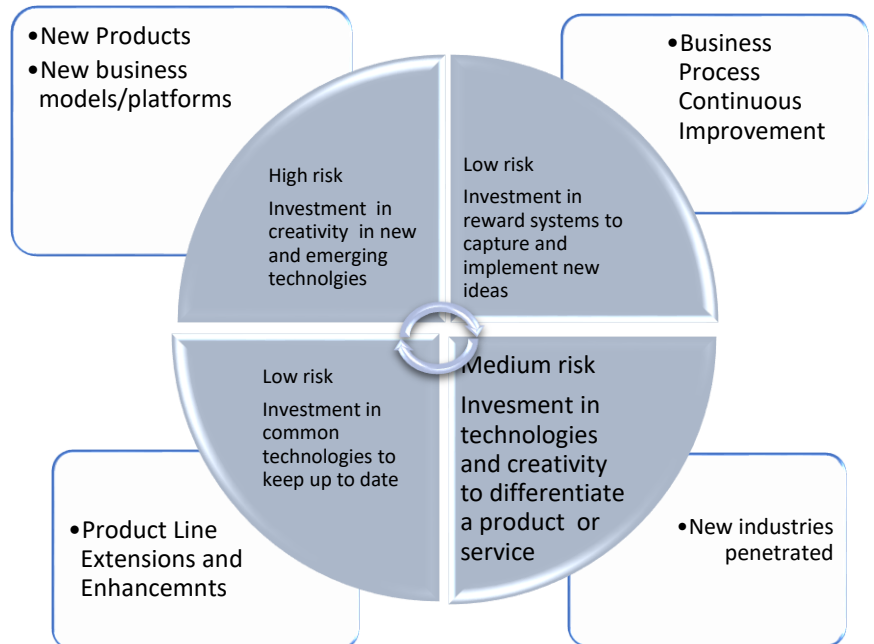 •New Products
•New business
models/platforms
•Business
Process
Continuous
Improvement
High risk
Investment in
creativity in new
and emerging
technolgies
Low risk
Investment in
reward systems to
capture and
implement new
ideas
Low risk
Investment in
common
technologies to
keep up to date
Medium risk
Invesment in
technologies
and creativity
to differentiate
a product or
service
•Product Line
Extensions and
Enhancemnts
•New industries
penetrated